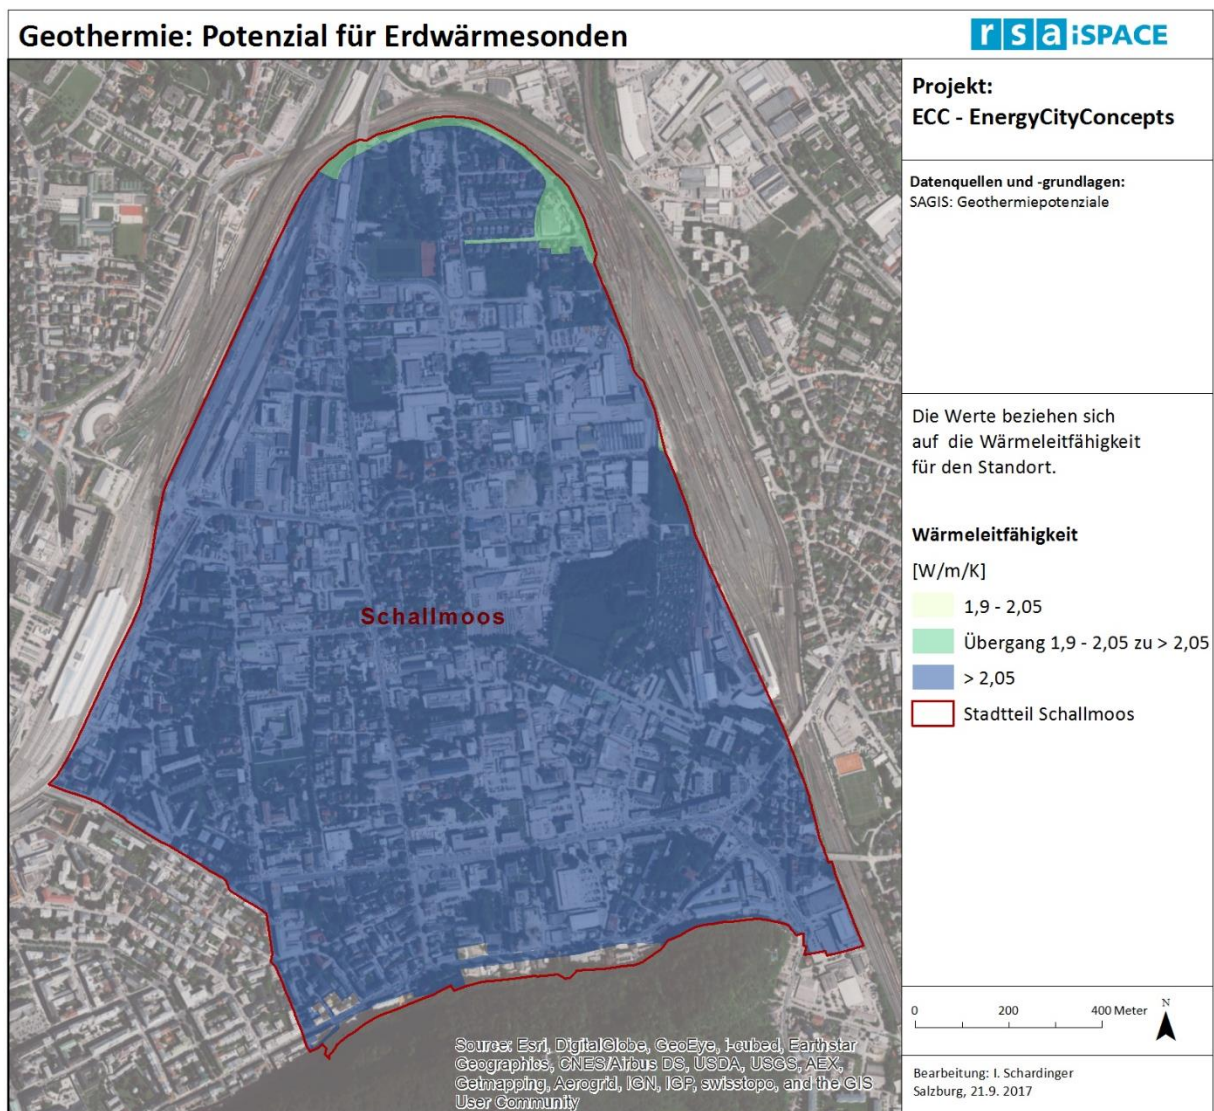 Geothermie: Potenzial für Erdwärmesonden
rsa iSPACE
Projekt:
ECC - EnergyCityConcepts
Datenquellen und -grundlagen:
SAGIS: Geothermiepotenziale
Die Werte beziehen sich
auf die Wärmeleitfähigkeit
für den Standort.
Wärmeleitfähigkeit
[W/m/K]
1,9 - 2,05
Übergang 1,9 - 2,05 zu > 2,05
> 2,05
Stadtteil Schallmoos
Schallmoos
0 200 400 Meter
N
Source: Esri, DigitalGlobe, GeoEye, i-cubed, Earthstar
Geographics, CNES/Airbus DS, USDA, USGS, AEX,
Getmapping, Aerogrid, IGN, IGP, swisstopo, and the GIS
User Community
Bearbeitung: I. Schardinger
Salzburg, 21.9. 2017